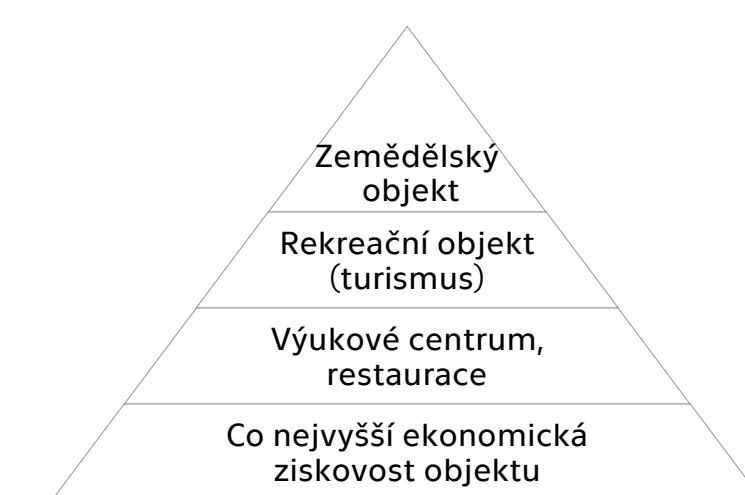 Zemědělský
objekt
Rekreační objekt
(turismus)
Výukové centrum,
restaurace
Co nejvyšší ekonomická
ziskovost objektu